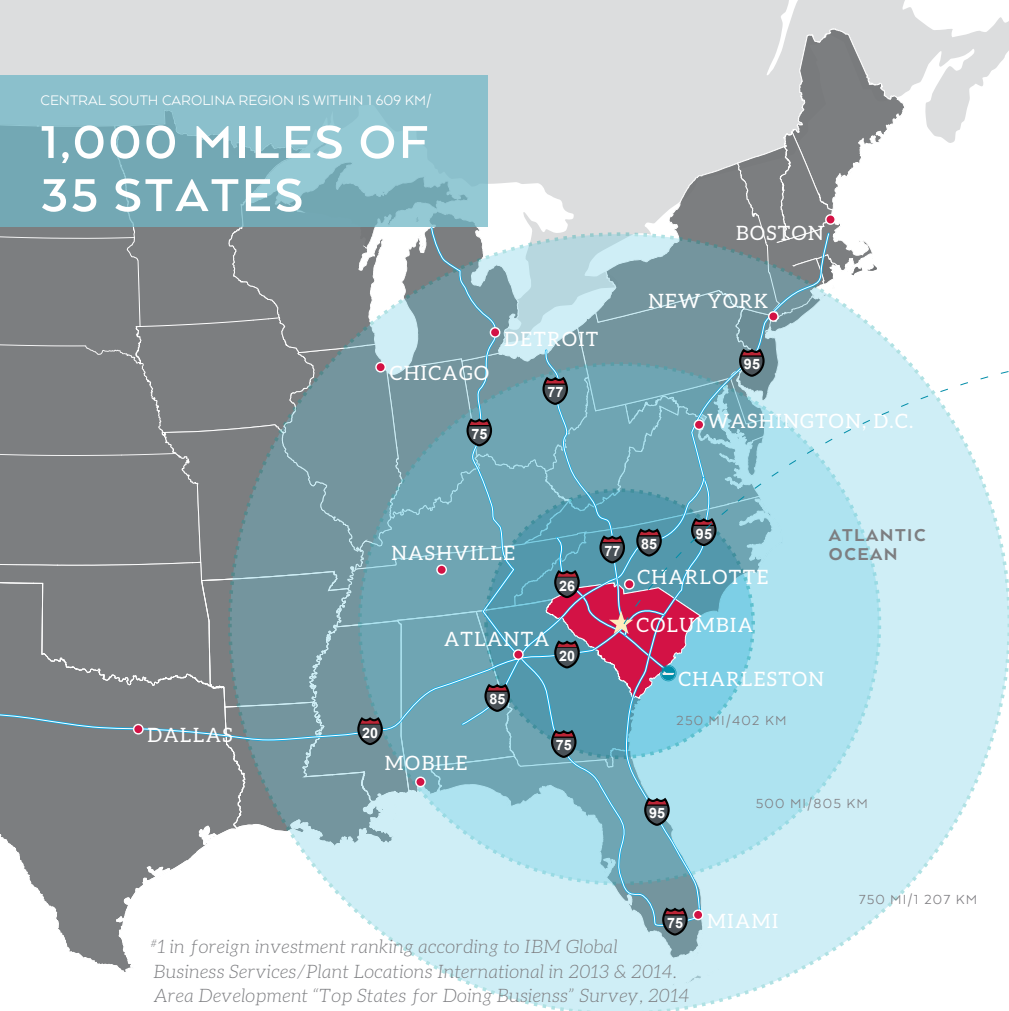 CENTRAL SOUTH CAROLINA REGION IS WITHIN 1 609 KM/
1,000 MILES OF
35 STATES
BOSTON
NEW YORK
DETROIT
95
CHICAGO
77
WASHINGTON, D.C.
75
95
ATLANTIC
OCEAN
85
77
NASHVILLE
CHARLOTTE
26
COLUMBIA
ATLANTA
20
CHARLESTON
85
250 MI/402 KM
20
DALLAS
75
MOBILE
500 MI/805 KM
95
750 MI/1 207 KM
75
MIAMI
#1 in foreign investment ranking according to IBM Global
Business Services/Plant Locations International in 2013 & 2014.
Area Development “Top States for Doing Busienss” Survey, 2014